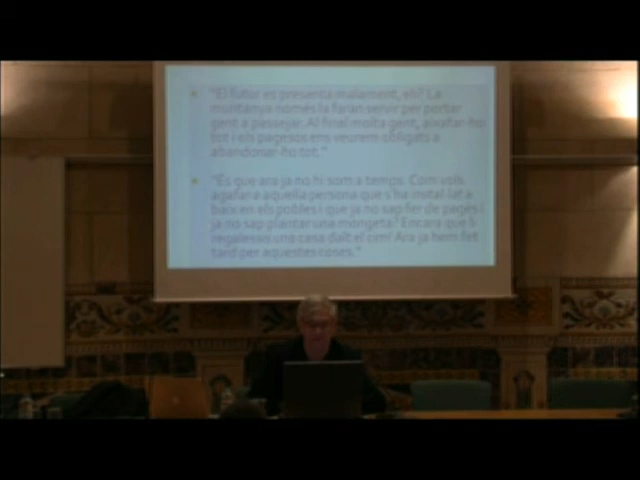 "El futur es presenta malament, eh? La
muntanya només la faran servir per portar
gent a passejar. Al final molta gent, aixafar-ho
tot i els pagesos ens veurem obligats a
abandonar-ho tot."
"És que ara ja no hi som a temps. Com vols
agafar a aquella persona que s'ha instal·lat a
baix en els pobles i que ja no sap fer de pagès i
ja no sap plantar una mongeta? Encara que li
regalessis una casa dalt el cim! Ara ja hem fet
tard per aquestes coses."